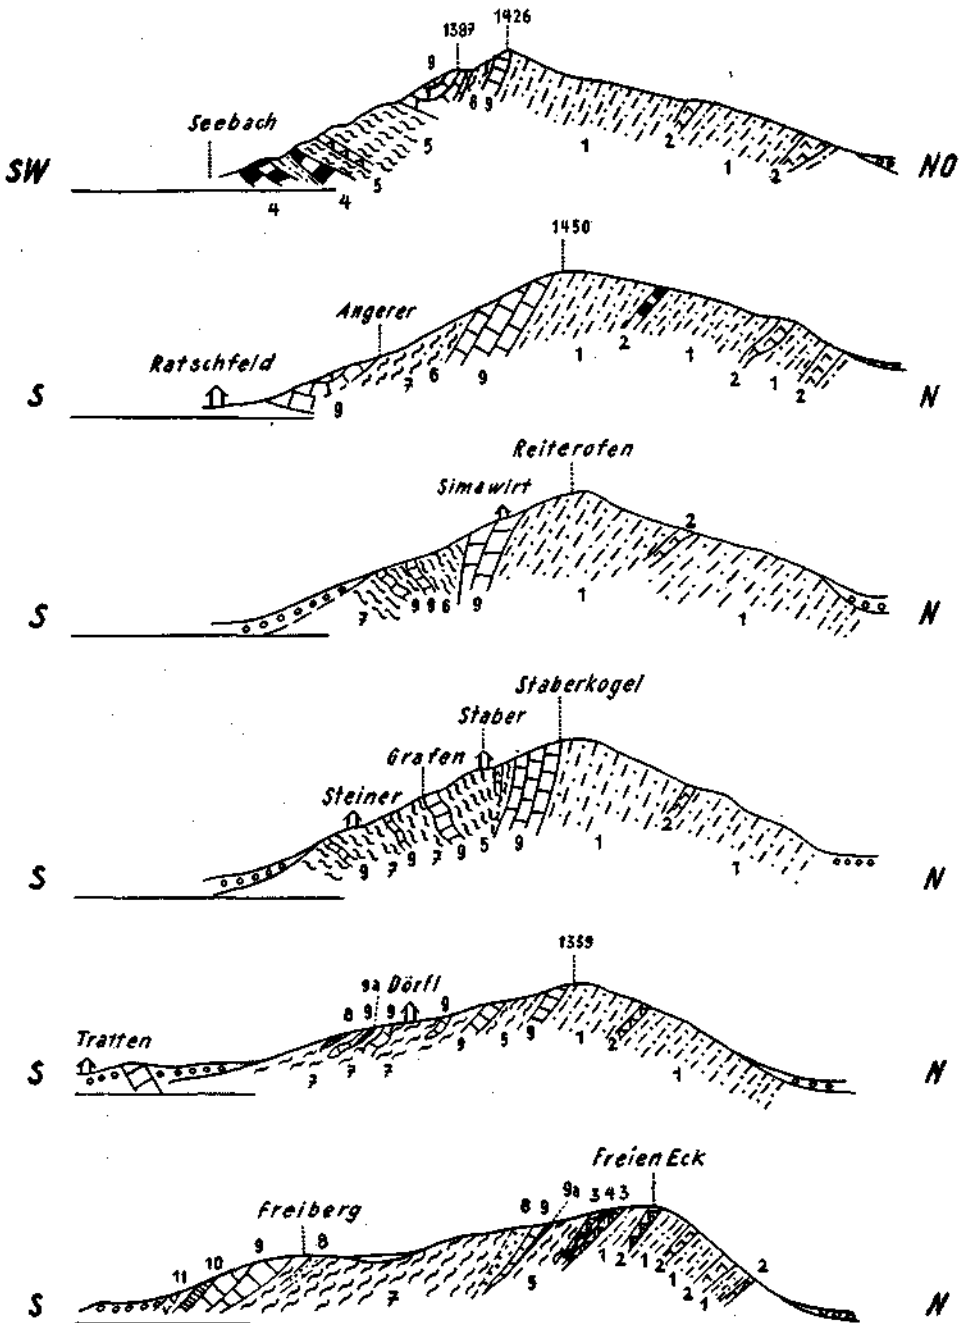 1426
1387
9
Seebach
8 9
SW
5
1
2
1
2
NO
4
4
5
1450
Angerer
Ratschfeld
S
9
7
6
9
1
2
1
2
1
2
N
Reiterofen
Simawirt
2
S
7
9 9 6
9
1
1
N
Staberkogel
Staber
Grafen
Steiner
S
9 7 9 7 9 5 9
1
2
1
N
1359
9a Dörfl
8 9 9
9
Tratten
S
7 7 7
9 5 9
1
2
1
N
Freien Eck
9a
8 9
3 4 3
Freiberg
11 10 9
8
S
7
5
1 2
1 2
1
2
1
2
N